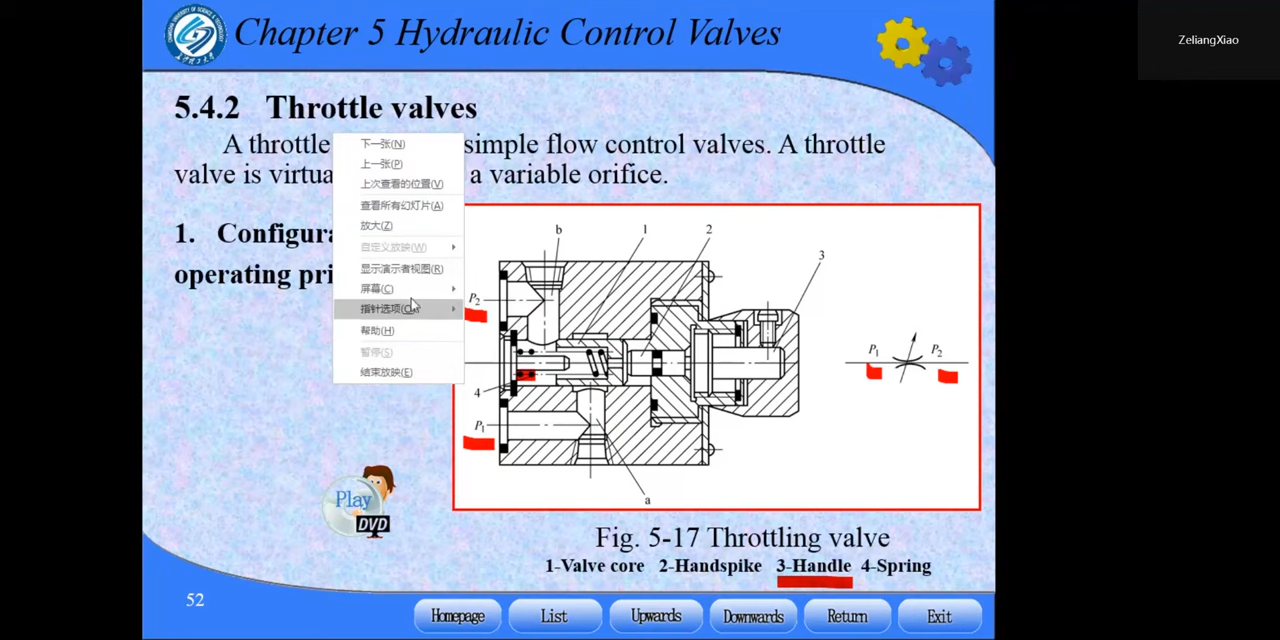 Chapter 5 Hydraulic Control Valves
ZeliangXiao
5.4.2 Throttle valves
A throttle simple flow control valves. A throttle
valve is virtua a variable orifice.
1. Configura
operating pri
下一张(N)
上一张(P)
上次查看的位置(V)
查看所有幻灯片(A)
放大(Z)
自定义放映(W)
显示演示者视图(R)
屏幕(C)
指针选项(O)
帮助(H)
暂停(S)
结束放映(E)
b 1 2 3
P2
4
P1
a
P1 P2
Play
DVD
Fig. 5-17 Throttling valve
1-Valve core 2-Handspike 3-Handle 4-Spring
52
Homepage List Upwards Downwards Return Exit